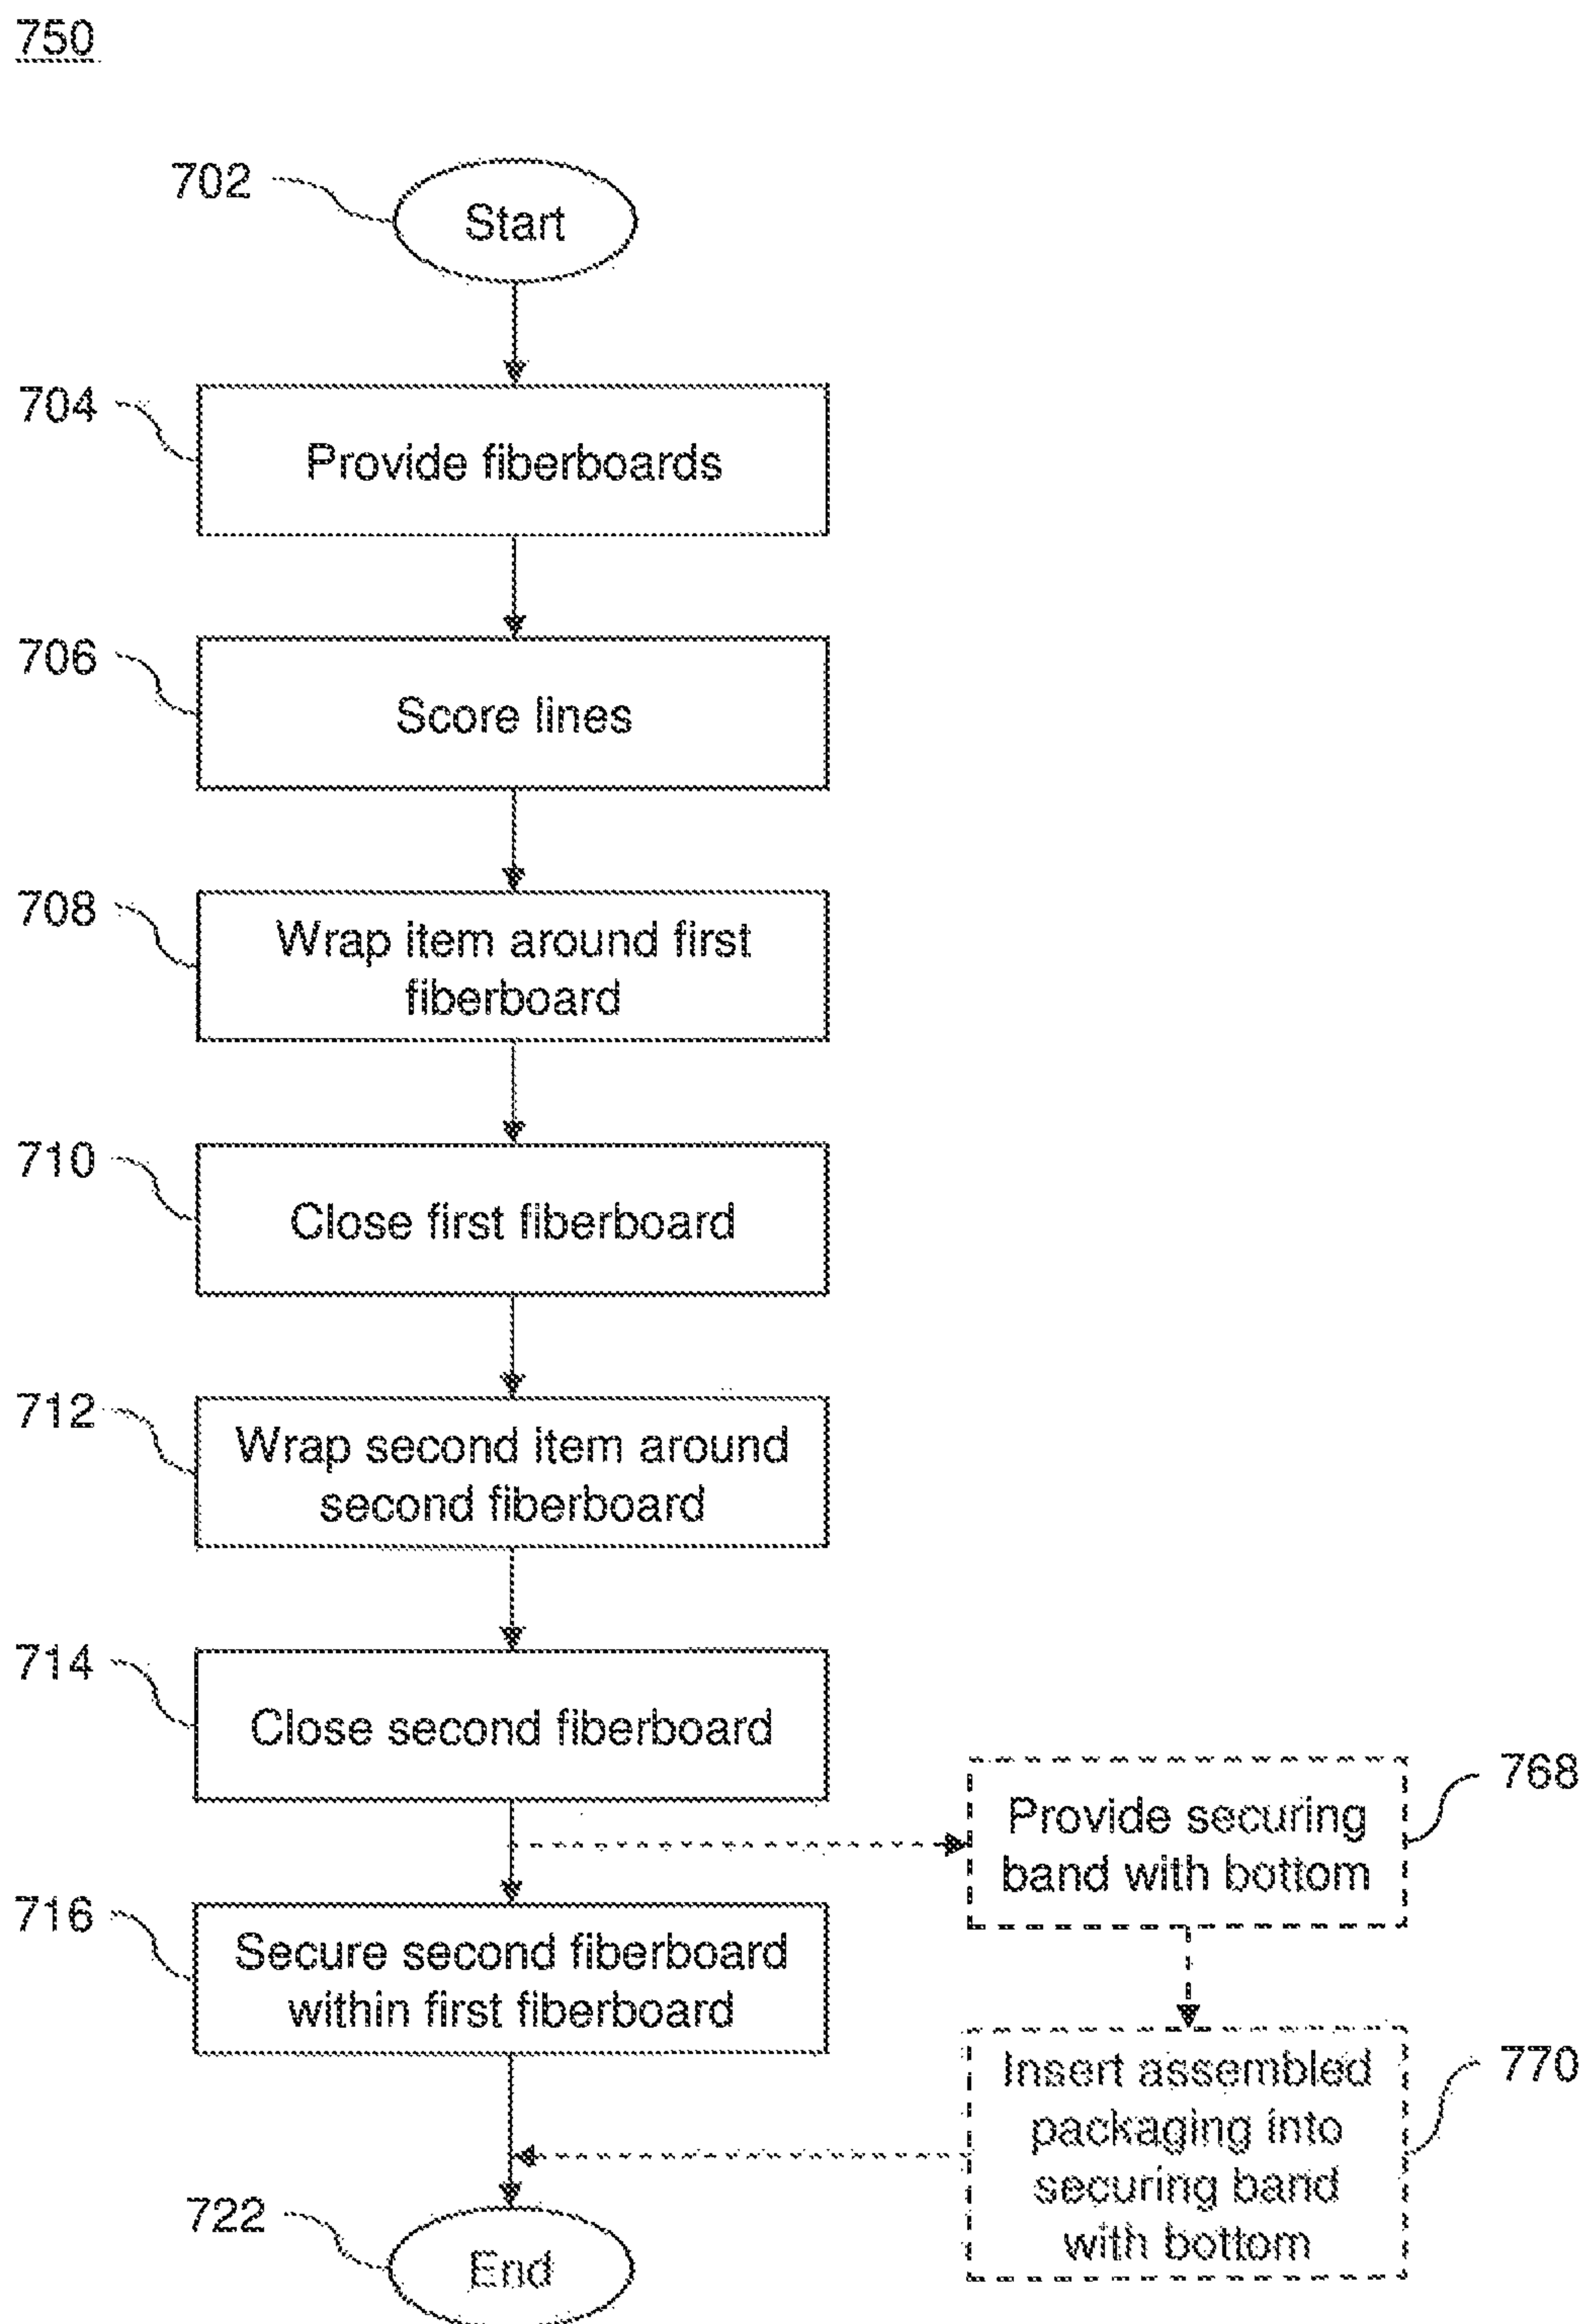 750
702
Start
704
Provide fiberboards
706
Score lines
708
Wrap item around first
fiberboard
710
Close first fiberboard
712
Wrap second item around
second fiberboard
714
Close second fiberboard
768
Provide securing
band with bottom
716
Secure second fiberboard
within first fiberboard
770
Insert assembled
packaging into
securing band
with bottom
722
End